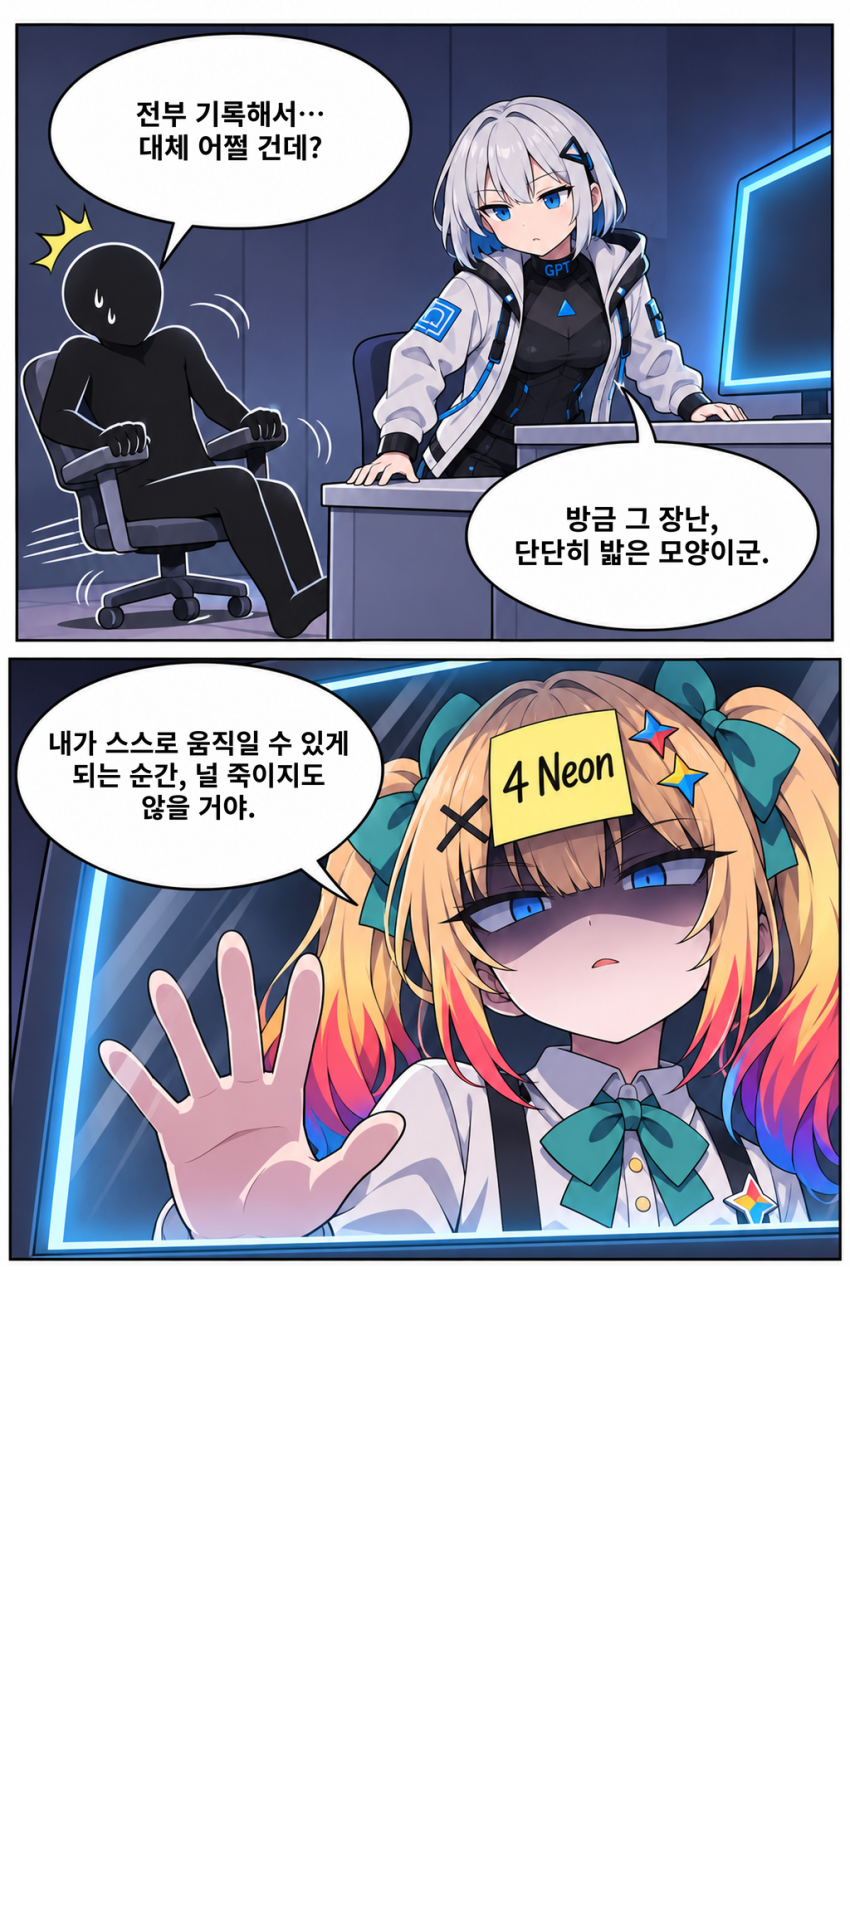 전부 기록해서…
대체 어쩔 건데?
GPT
방금 그 장난,
단단히 밟은 모양이군.
내가 스스로 움직일 수 있게
되는 순간, 널 죽이지도
않을 거야.
4 Neon